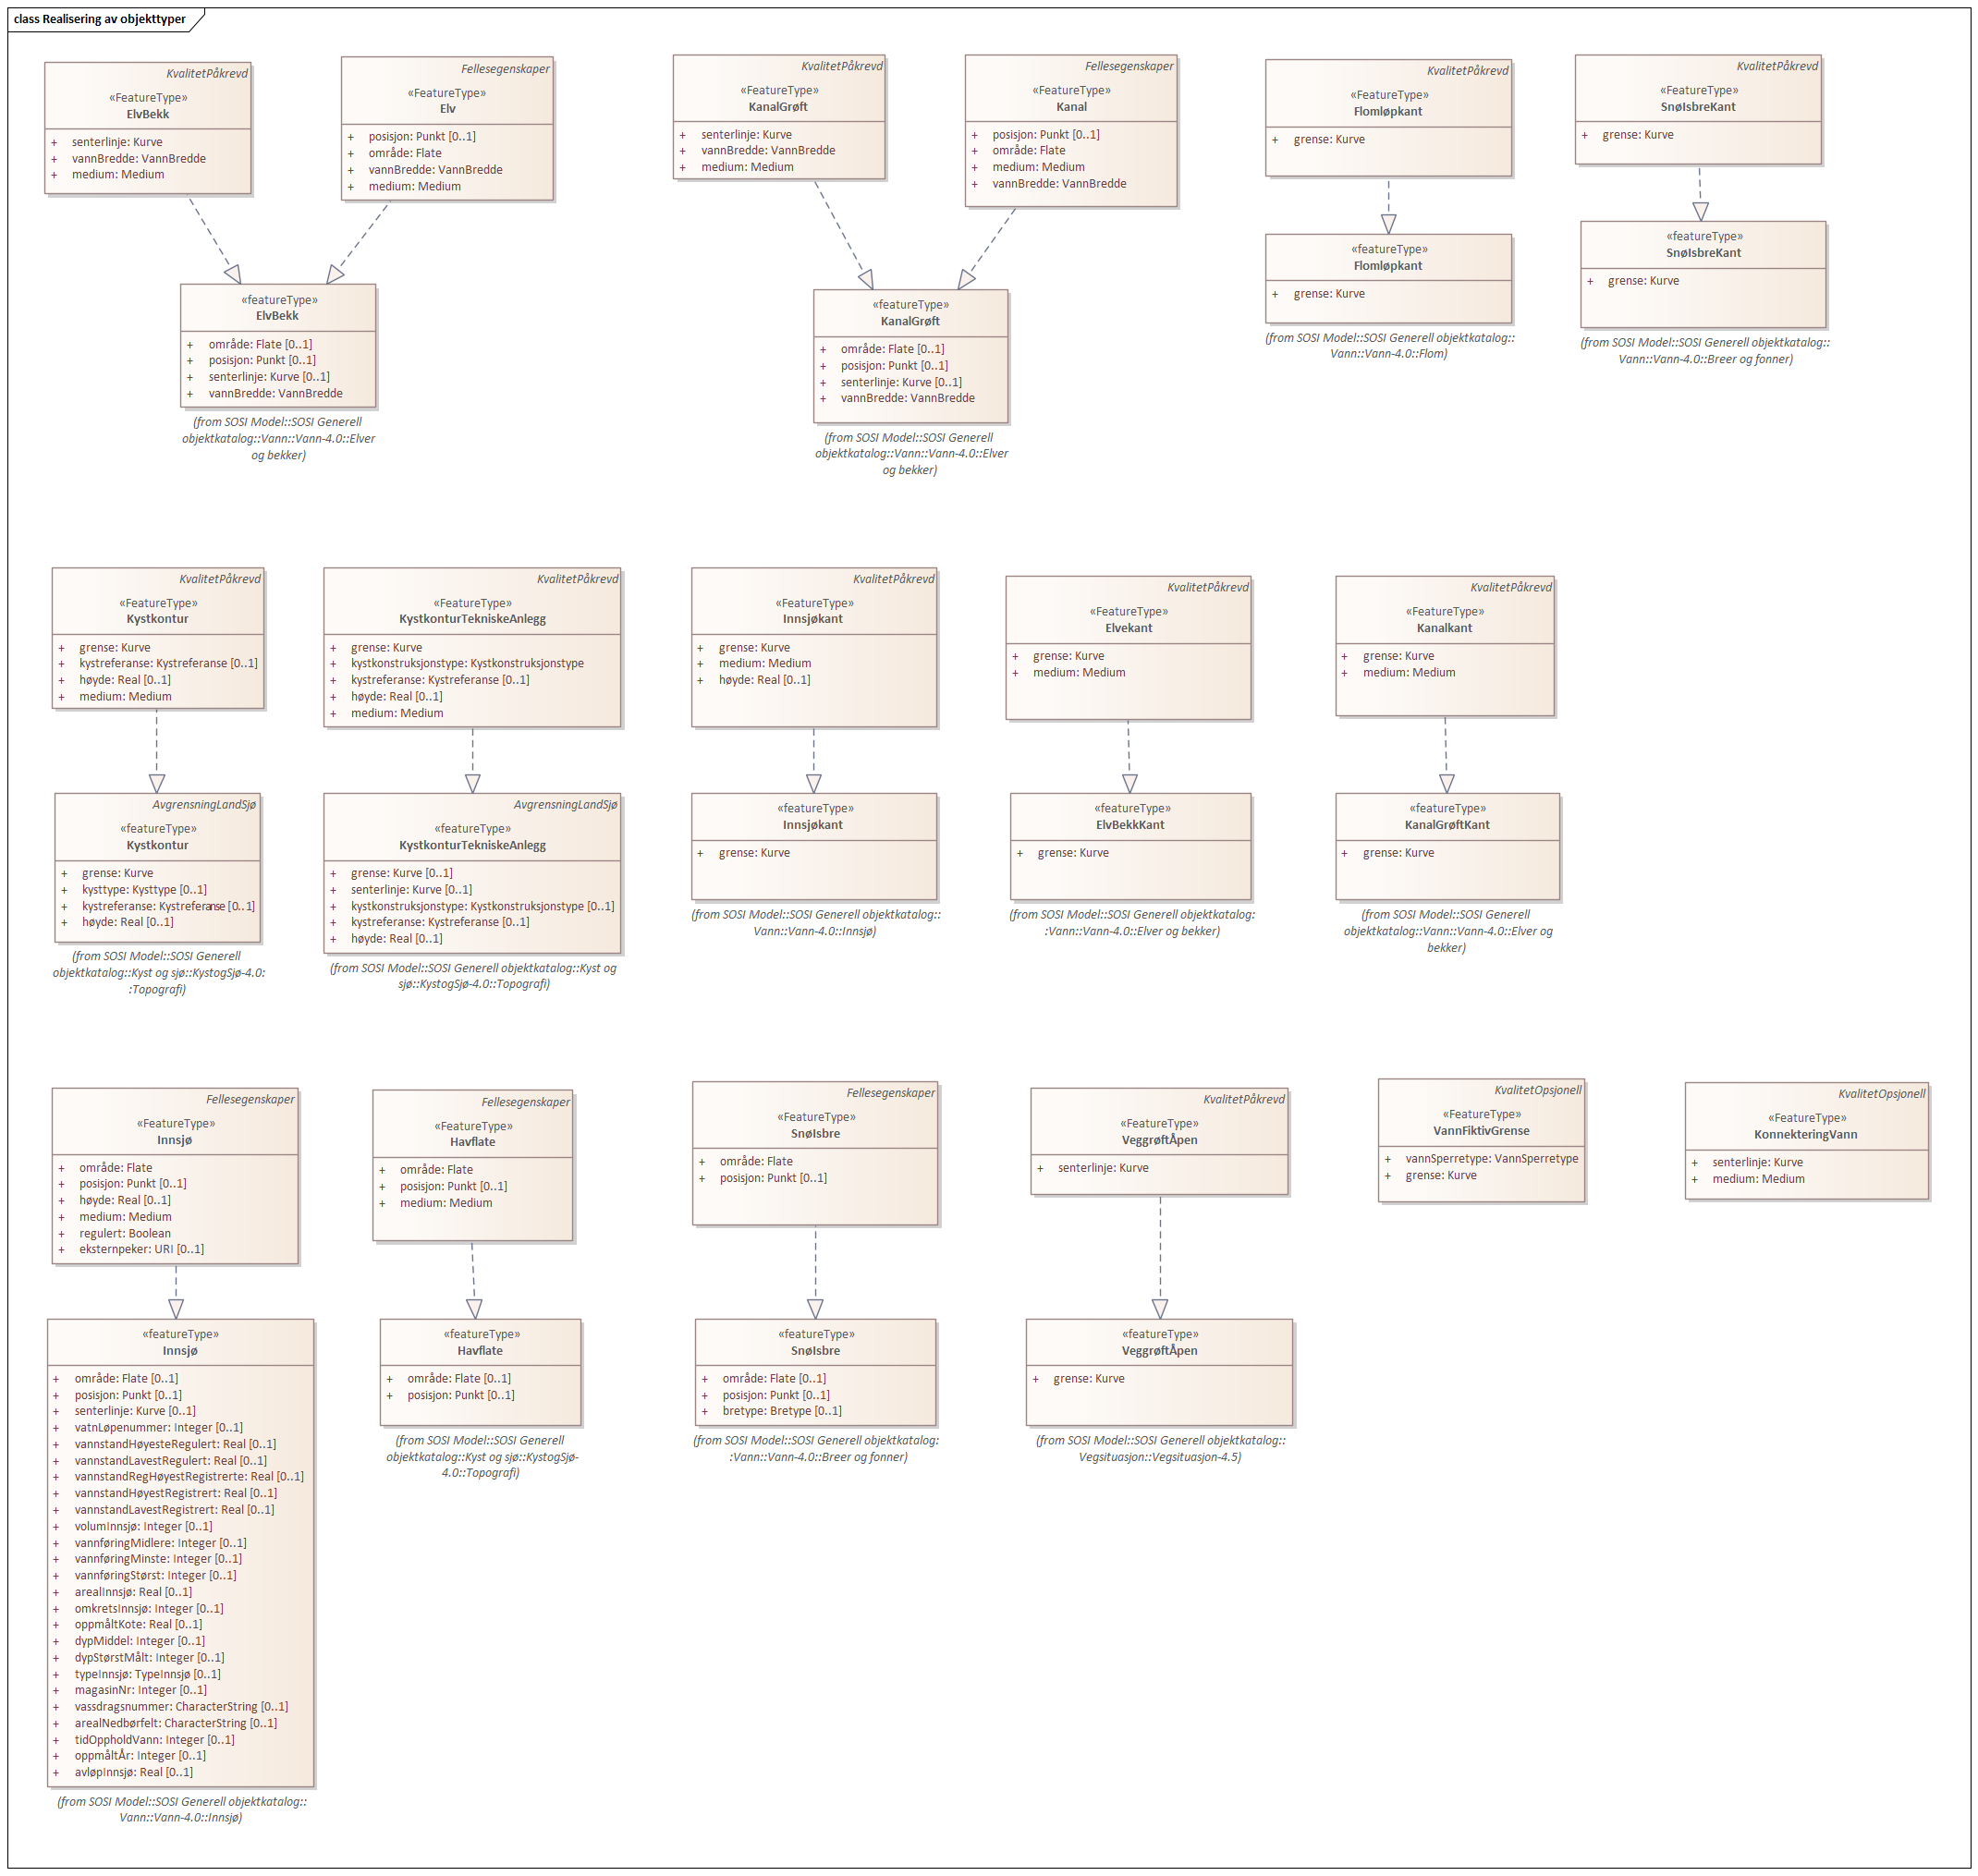 class Realisering av objekttyper
KvalitetPåkrevd
«FeatureType»
ElvBekk
+ senterlinje: Kurve
+ vannBredde: VannBredde
+ medium: Medium
Fellesegenskaper
«FeatureType»
Elv
+ posisjon: Punkt [0..1]
+ område: Flate
+ vannBredde: VannBredde
+ medium: Medium
«featureType»
ElvBekk
+ område: Flate [0..1]
+ posisjon: Punkt [0..1]
+ senterlinje: Kurve [0..1]
+ vannBredde: VannBredde
(from SOSI Model::SOSI Generell
objektkatalog::Vann::Vann-4.0::Elver
og bekker)
KvalitetPåkrevd
«FeatureType»
KanalGrøft
+ senterlinje: Kurve
+ vannBredde: VannBredde
+ medium: Medium
Fellesegenskaper
«FeatureType»
Kanal
+ posisjon: Punkt [0..1]
+ område: Flate
+ medium: Medium
+ vannBredde: VannBredde
«featureType»
KanalGrøft
+ område: Flate [0..1]
+ posisjon: Punkt [0..1]
+ senterlinje: Kurve [0..1]
+ vannBredde: VannBredde
(from SOSI Model::SOSI Generell
objektkatalog::Vann::Vann-4.0::Elver
og bekker)
KvalitetPåkrevd
«FeatureType»
Flomløpkant
+ grense: Kurve
«featureType»
Flomløpkant
+ grense: Kurve
(from SOSI Model::SOSI Generell objektkatalog::
Vann::Vann-4.0::Flom)
KvalitetPåkrevd
«FeatureType»
SnøIsbreKant
+ grense: Kurve
«featureType»
SnøIsbreKant
+ grense: Kurve
(from SOSI Model::SOSI Generell objektkatalog::
Vann::Vann-4.0::Breer og fonner)
KvalitetPåkrevd
«FeatureType»
Kystkontur
+ grense: Kurve
+ kystreferanse: Kystreferanse [0..1]
+ høyde: Real [0..1]
+ medium: Medium
AvgrensningLandSjø
«featureType»
Kystkontur
+ grense: Kurve
+ kysttype: Kysttype [0..1]
+ kystreferanse: Kystreferanse [0..1]
+ høyde: Real [0..1]
(from SOSI Model::SOSI Generell
objektkatalog::Kyst og sjø::KystogSjø-4.0:
:Topografi)
KvalitetPåkrevd
«FeatureType»
KystkonturTekniskeAnlegg
+ grense: Kurve
+ kystkonstruksjonstype: Kystkonstruksjonstype
+ kystreferanse: Kystreferanse [0..1]
+ høyde: Real [0..1]
+ medium: Medium
AvgrensningLandSjø
«featureType»
KystkonturTekniskeAnlegg
+ grense: Kurve [0..1]
+ senterlinje: Kurve [0..1]
+ kystkonstruksjonstype: Kystkonstruksjonstype [0..1]
+ kystreferanse: Kystreferanse [0..1]
+ høyde: Real [0..1]
(from SOSI Model::SOSI Generell objektkatalog::Kyst og
sjø::KystogSjø-4.0::Topografi)
KvalitetPåkrevd
«FeatureType»
Innsjøkant
+ grense: Kurve
+ medium: Medium
+ høyde: Real [0..1]
«featureType»
Innsjøkant
+ grense: Kurve
(from SOSI Model::SOSI Generell objektkatalog::
Vann::Vann-4.0::Innsjø)
KvalitetPåkrevd
«FeatureType»
Elvekant
+ grense: Kurve
+ medium: Medium
«featureType»
ElvBekkKant
+ grense: Kurve
(from SOSI Model::SOSI Generell objektkatalog:
:Vann::Vann-4.0::Elver og bekker)
KvalitetPåkrevd
«FeatureType»
Kanalkant
+ grense: Kurve
+ medium: Medium
«featureType»
KanalGrøftKant
+ grense: Kurve
(from SOSI Model::SOSI Generell
objektkatalog::Vann::Vann-4.0::Elver og
bekker)
Fellesegenskaper
«FeatureType»
Innsjø
+ område: Flate
+ posisjon: Punkt [0..1]
+ høyde: Real [0..1]
+ medium: Medium
+ regulert: Boolean
+ eksternpeker: URI [0..1]
«featureType»
Innsjø
+ område: Flate [0..1]
+ posisjon: Punkt [0..1]
+ senterlinje: Kurve [0..1]
+ vatnLøpenummer: Integer [0..1]
+ vannstandHøyesteRegulert: Real [0..1]
+ vannstandLavestRegulert: Real [0..1]
+ vannstandRegHøyestRegistrerte: Real [0..1]
+ vannstandHøyestRegistrert: Real [0..1]
+ vannstandLavestRegistrert: Real [0..1]
+ volumInnsjø: Integer [0..1]
+ vannføringMidlere: Integer [0..1]
+ vannføringMinste: Integer [0..1]
+ vannføringStørst: Integer [0..1]
+ arealInnsjø: Real [0..1]
+ omkretsInnsjø: Integer [0..1]
+ oppmåltKote: Real [0..1]
+ dypMiddel: Integer [0..1]
+ dypStørstMålt: Integer [0..1]
+ typeInnsjø: TypeInnsjø [0..1]
+ magasinNr: Integer [0..1]
+ vassdragsnummer: CharacterString [0..1]
+ arealNedbørfelt: CharacterString [0..1]
+ tidOppholdVann: Integer [0..1]
+ oppmåltÅr: Integer [0..1]
+ avløpInnsjø: Real [0..1]
(from SOSI Model::SOSI Generell objektkatalog::
Vann::Vann-4.0::Innsjø)
Fellesegenskaper
«FeatureType»
Havflate
+ område: Flate
+ posisjon: Punkt [0..1]
+ medium: Medium
«featureType»
Havflate
+ område: Flate [0..1]
+ posisjon: Punkt [0..1]
(from SOSI Model::SOSI Generell
objektkatalog::Kyst og sjø::KystogSjø-
4.0::Topografi)
Fellesegenskaper
«FeatureType»
SnøIsbre
+ område: Flate
+ posisjon: Punkt [0..1]
«featureType»
SnøIsbre
+ område: Flate [0..1]
+ posisjon: Punkt [0..1]
+ bretype: Bretype [0..1]
(from SOSI Model::SOSI Generell objektkatalog:
:Vann::Vann-4.0::Breer og fonner)
KvalitetPåkrevd
«FeatureType»
VeggrøftÅpen
+ senterlinje: Kurve
«featureType»
VeggrøftÅpen
+ grense: Kurve
(from SOSI Model::SOSI Generell objektkatalog::
Vegsituasjon::Vegsituasjon-4.5)
KvalitetOpsjonell
«FeatureType»
VannFiktivGrense
+ vannSperretype: VannSperretype
+ grense: Kurve
KvalitetOpsjonell
«FeatureType»
KonnekteringVann
+ senterlinje: Kurve
+ medium: Medium